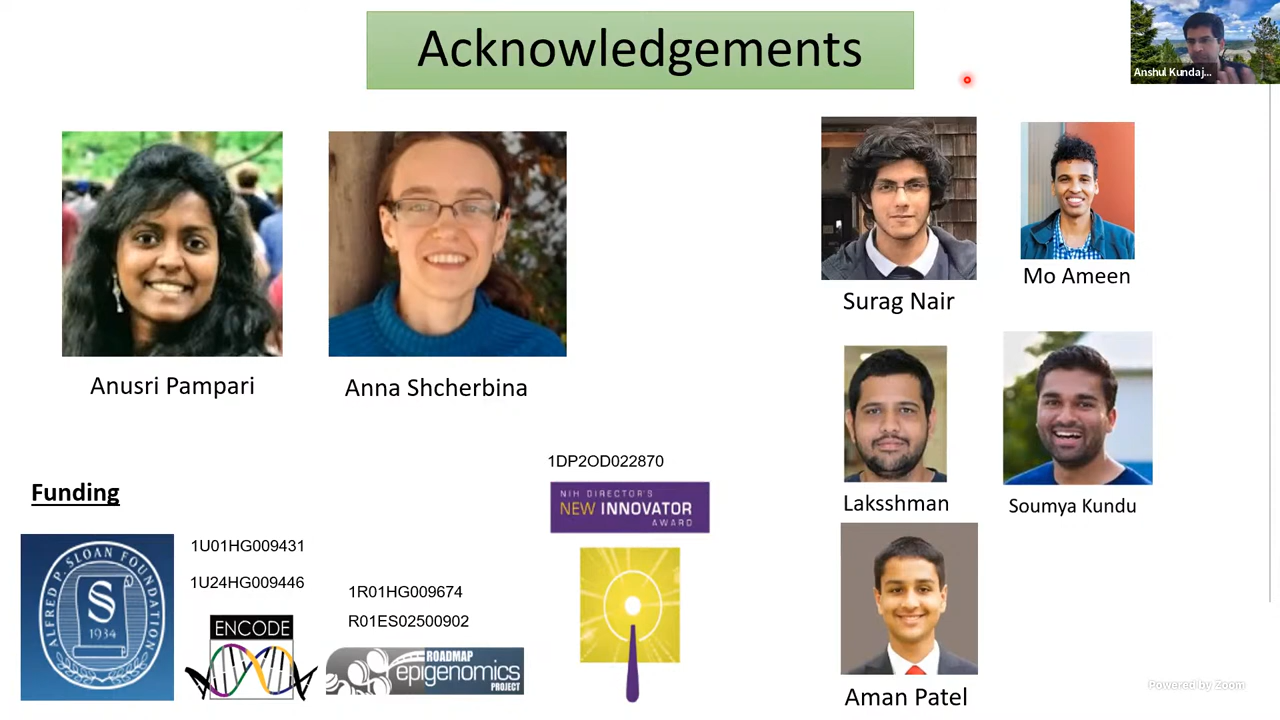 Acknowledgements
Anshul Kundaj...
Surag Nair
Mo Ameen
Anusri Pampari
Anna Shcherbina
Laksshman
Soumya Kundu
Aman Patel
Funding
ALFRED P. SLOAN FOUNDATION
S
1934
1U01HG009431
1U24HG009446
ENCODE
1R01HG009674
R01ES02500902
ROADMAP
epigenomics
PROJECT
1DP2OD022870
NIH DIRECTOR'S
NEW INNOVATOR
AWARD
Powered by Zoom